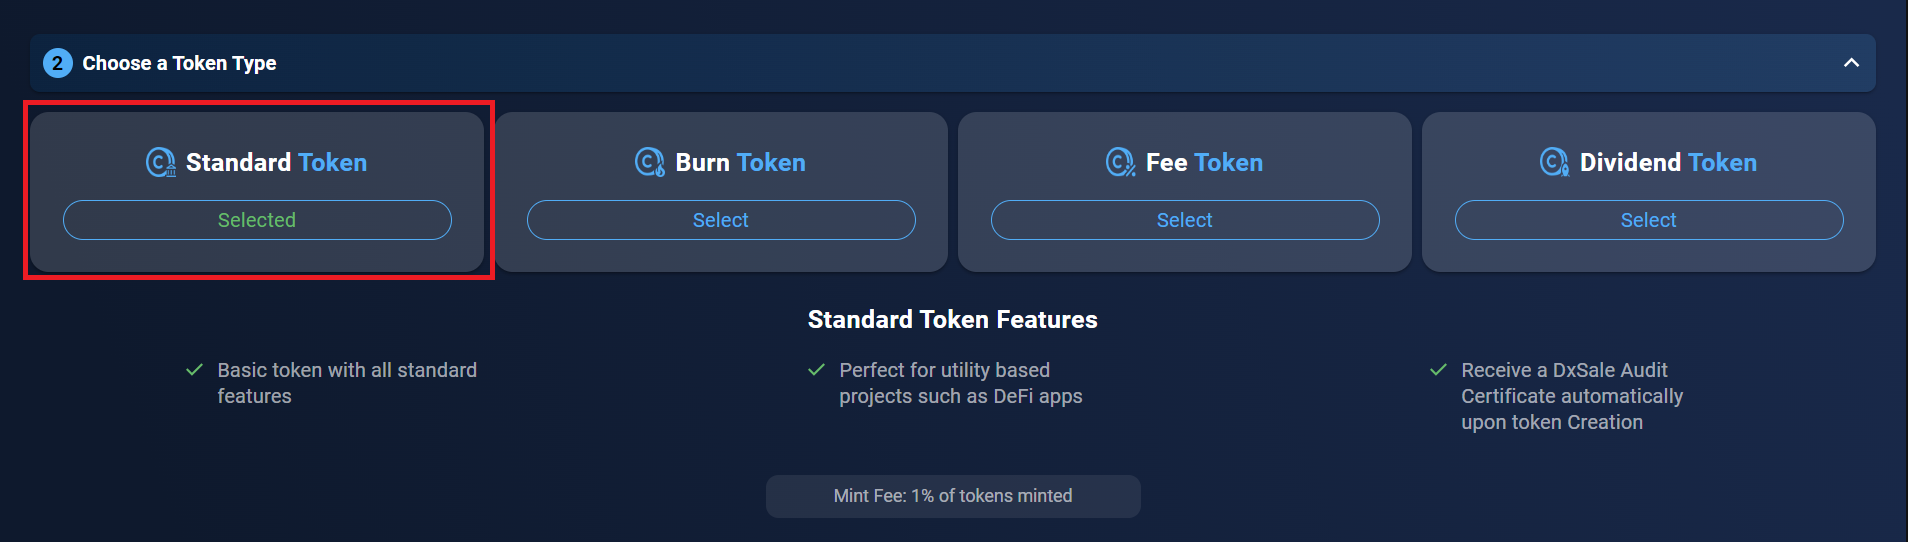 2 Choose a Token Type
Standard Token
Selected
Burn Token
Select
Fee Token
Select
Dividend Token
Select
Standard Token Features
Basic token with all standard
features
Perfect for utility based
projects such as DeFi apps
Receive a DxSale Audit
Certificate automatically
upon token Creation
Mint Fee: 1% of tokens minted